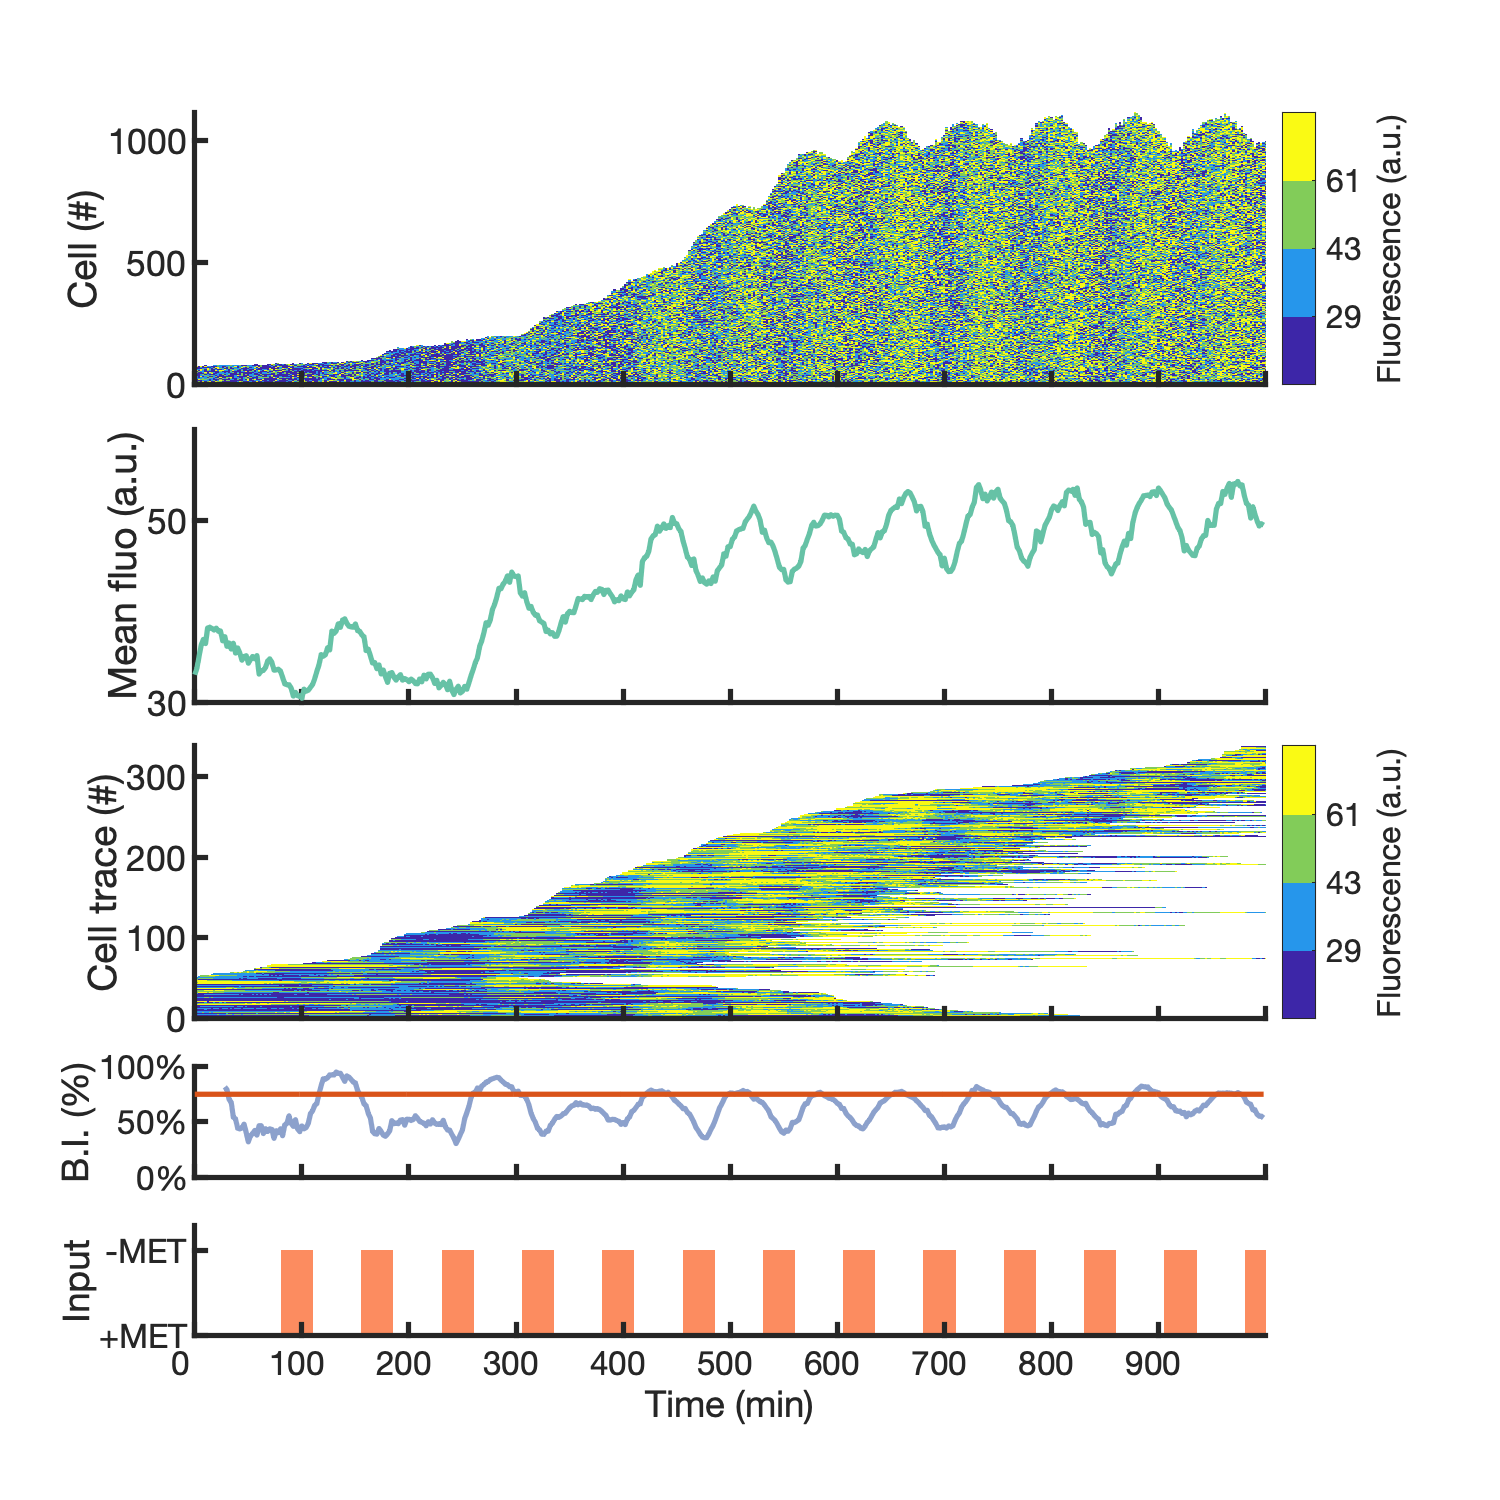 Cell (#)
1000
500
0
61
43
29
Fluorescence (a.u.)
Mean fluo (a.u.)
50
30
Cell trace (#)
300
200
100
0
61
43
29
Fluorescence (a.u.)
B.I. (%)
100%
50%
0%
Input
-MET
+MET
0 100 200 300 400 500 600 700 800 900
Time (min)